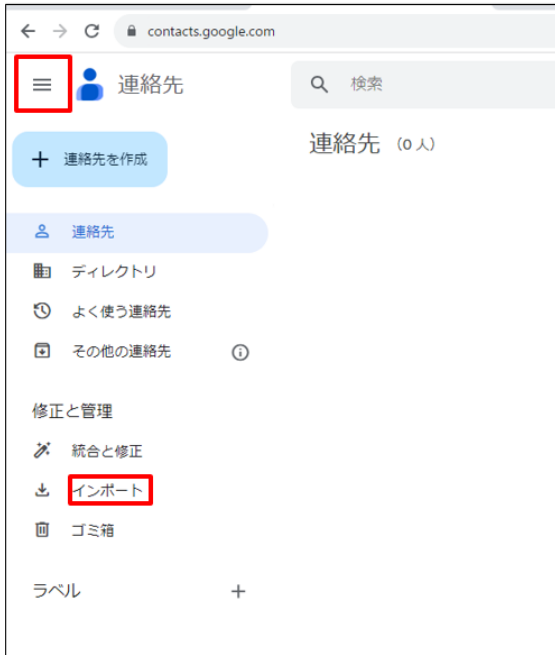 contacts.google.com
連絡先
検索
連絡先を作成
連絡先 (0 人)
連絡先
ディレクトリ
よく使う連絡先
その他の連絡先
修正と管理
統合と修正
インポート
ゴミ箱
ラベル